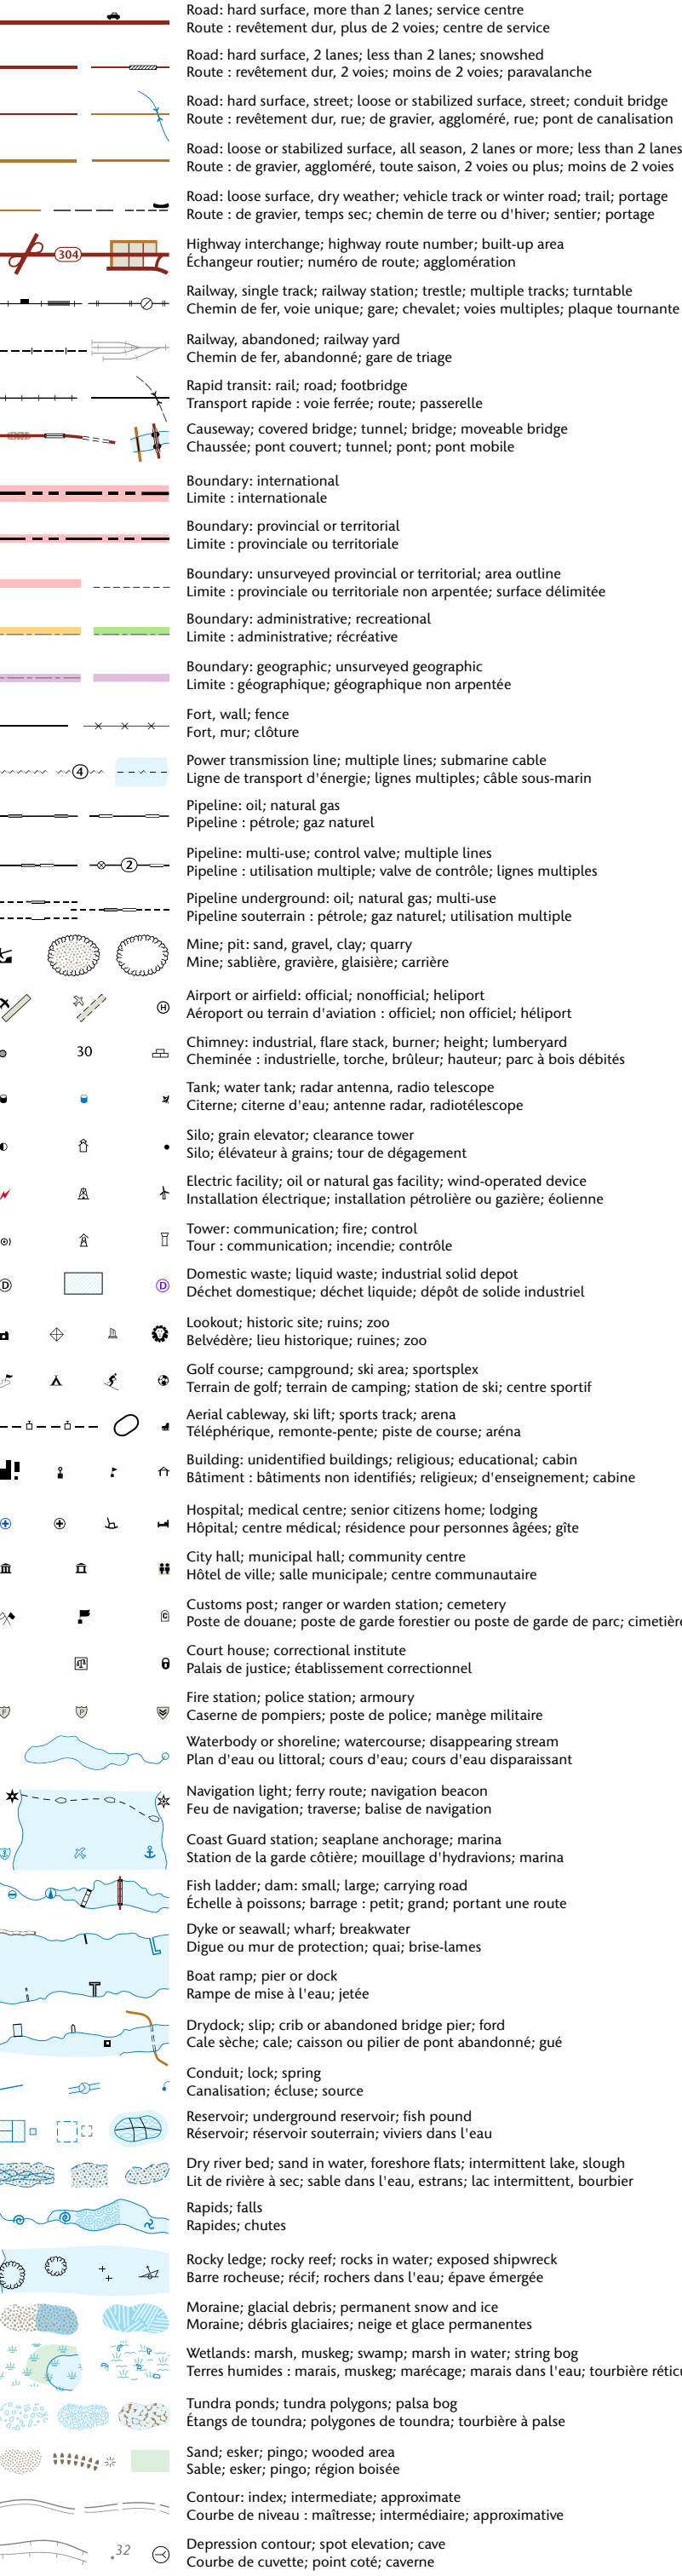 Road: hard surface, more than 2 lanes; service centre
Route : revêtement dur, plus de 2 voies; centre de service
Road: hard surface, 2 lanes; less than 2 lanes; snowshed
Route : revêtement dur, 2 voies; moins de 2 voies; paravalanche
Road: hard surface, street; loose or stabilized surface, street; conduit bridge
Route : revêtement dur, rue; de gravier, aggloméré, rue; pont de canalisation
Road: loose or stabilized surface, all season, 2 lanes or more; less than 2 lanes
Route : de gravier, aggloméré, toute saison, 2 voies ou plus; moins de 2 voies
Road: loose surface, dry weather; vehicle track or winter road; trail; portage
Route : de gravier, temps sec; chemin de terre ou d'hiver; sentier; portage
304
Highway interchange; highway route number; built-up area
Échangeur routier; numéro de route; agglomération
Railway, single track; railway station; trestle; multiple tracks; turntable
Chemin de fer, voie unique; gare; chevalet; voies multiples; plaque tournante
Railway, abandoned; railway yard
Chemin de fer, abandonné; gare de triage
Rapid transit: rail; road; footbridge
Transport rapide : voie ferrée; route; passerelle
Causeway; covered bridge; tunnel; bridge; moveable bridge
Chaussée; pont couvert; tunnel; pont; pont mobile
Boundary: international
Limite : internationale
Boundary: provincial or territorial
Limite : provinciale ou territoriale
Boundary: unsurveyed provincial or territorial; area outline
Limite : provinciale ou territoriale non arpentée; surface délimitée
Boundary: administrative; recreational
Limite : administrative; récréative
Boundary: geographic; unsurveyed geographic
Limite : géographique; géographique non arpentée
Fort, wall; fence
Fort, mur; clôture
4
Power transmission line; multiple lines; submarine cable
Ligne de transport d'énergie; lignes multiples; câble sous-marin
Pipeline: oil; natural gas
Pipeline : pétrole; gaz naturel
2
Pipeline: multi-use; control valve; multiple lines
Pipeline : utilisation multiple; valve de contrôle; lignes multiples
Pipeline underground: oil; natural gas; multi-use
Pipeline souterrain : pétrole; gaz naturel; utilisation multiple
Mine; pit: sand, gravel, clay; quarry
Mine; sablière, gravière, glaisière; carrière
H
Airport or airfield: official; nonofficial; heliport
Aéroport ou terrain d'aviation : officiel; non officiel; héliport
30
Chimney: industrial, flare stack, burner; height; lumberyard
Cheminée : industrielle, torche, brûleur; hauteur; parc à bois débités
Tank; water tank; radar antenna, radio telescope
Citerne; citerne d'eau; antenne radar, radiotélescope
Silo; grain elevator; clearance tower
Silo; élévateur à grains; tour de dégagement
Electric facility; oil or natural gas facility; wind-operated device
Installation électrique; installation pétrolière ou gazière; éolienne
Tower: communication; fire; control
Tour : communication; incendie; contrôle
D D
Domestic waste; liquid waste; industrial solid depot
Déchet domestique; déchet liquide; dépôt de solide industriel
Lookout; historic site; ruins; zoo
Belvédère; lieu historique; ruines; zoo
Golf course; campground; ski area; sportsplex
Terrain de golf; terrain de camping; station de ski; centre sportif
Aerial cableway, ski lift; sports track; arena
Téléphérique, remonte-pente; piste de course; aréna
Building: unidentified buildings; religious; educational; cabin
Bâtiment : bâtiments non identifiés; religieux; d'enseignement; cabine
Hospital; medical centre; senior citizens home; lodging
Hôpital; centre médical; résidence pour personnes âgées; gîte
City hall; municipal hall; community centre
Hôtel de ville; salle municipale; centre communautaire
C
Customs post; ranger or warden station; cemetery
Poste de douane; poste de garde forestier ou poste de garde de parc; cimetière
Court house; correctional institute
Palais de justice; établissement correctionnel
F P
Fire station; police station; armoury
Caserne de pompiers; poste de police; manège militaire
Waterbody or shoreline; watercourse; disappearing stream
Plan d'eau ou littoral; cours d'eau; cours d'eau disparaissant
Navigation light; ferry route; navigation beacon
Feu de navigation; traverse; balise de navigation
Coast Guard station; seaplane anchorage; marina
Station de la garde côtière; mouillage d'hydravions; marina
Fish ladder; dam: small; large; carrying road
Échelle à poissons; barrage : petit; grand; portant une route
Dyke or seawall; wharf; breakwater
Digue ou mur de protection; quai; brise-lames
Boat ramp; pier or dock
Rampe de mise à l'eau; jetée
Drydock; slip; crib or abandoned bridge pier; ford
Cale sèche; cale; caisson ou pilier de pont abandonné; gué
Conduit; lock; spring
Canalisation; écluse; source
Reservoir; underground reservoir; fish pound
Réservoir; réservoir souterrain; viviers dans l'eau
Dry river bed; sand in water, foreshore flats; intermittent lake, slough
Lit de rivière à sec; sable dans l'eau, estrans; lac intermittent, bourbier
Rapids; falls
Rapides; chutes
Rocky ledge; rocky reef; rocks in water; exposed shipwreck
Barre rocheuse; récif; rochers dans l'eau; épave émergée
Moraine; glacial debris; permanent snow and ice
Moraine; débris glaciaires; neige et glace permanentes
Wetlands: marsh, muskeg; swamp; marsh in water; string bog
Terres humides : marais, muskeg; marécage; marais dans l'eau; tourbière
Tundra ponds; tundra polygons; palsa bog
Étangs de toundra; polygones de toundra; tourbière à palse
Sand; esker; pingo; wooded area
Sable; esker; pingo; région boisée
Contour: index; intermediate; approximate
Courbe de niveau : maîtresse; intermédiaire; approximative
.32
Depression contour; spot elevation; cave
Courbe de cuvette; point coté; caverne